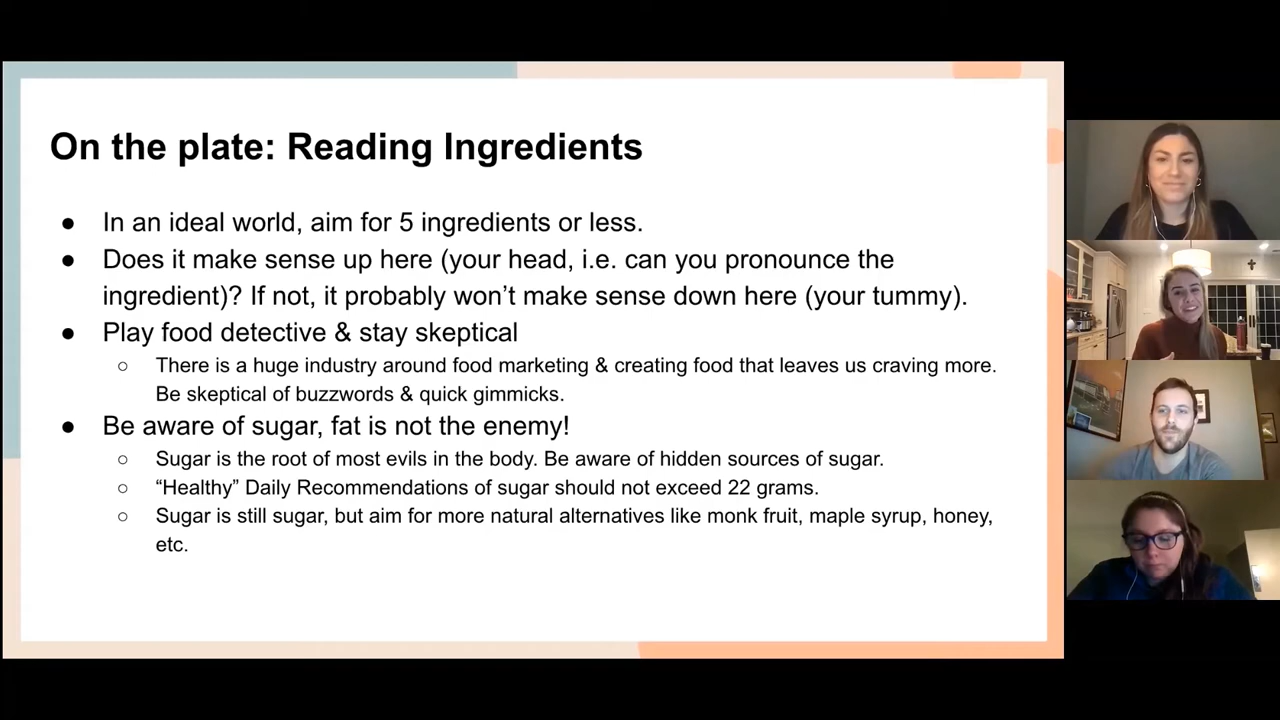 On the plate: Reading Ingredients
● In an ideal world, aim for 5 ingredients or less.
● Does it make sense up here (your head, i.e. can you pronounce the
ingredient)? If not, it probably won’t make sense down here (your tummy).
● Play food detective & stay skeptical
○ There is a huge industry around food marketing & creating food that leaves us craving more.
Be skeptical of buzzwords & quick gimmicks.
● Be aware of sugar, fat is not the enemy!
○ Sugar is the root of most evils in the body. Be aware of hidden sources of sugar.
○ “Healthy” Daily Recommendations of sugar should not exceed 22 grams.
○ Sugar is still sugar, but aim for more natural alternatives like monk fruit, maple syrup, honey,
etc.